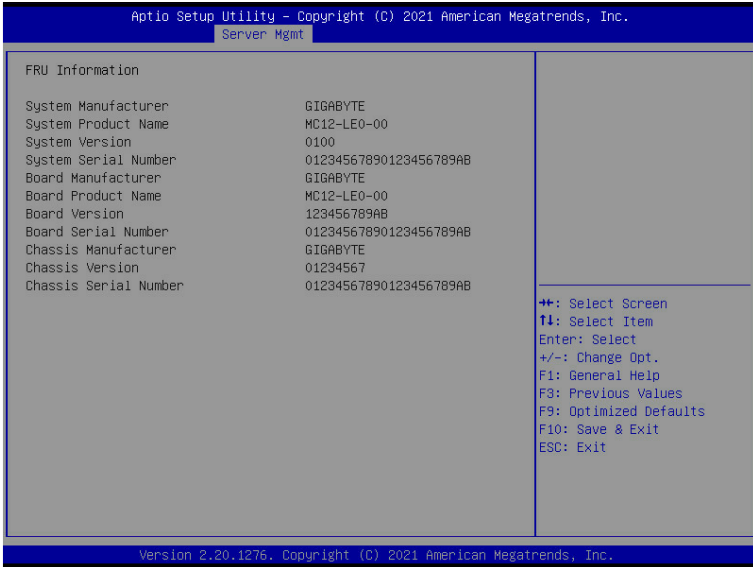 Aptio Setup Utility – Copyright (C) 2021 American Megatrends, Inc.
Server Mgmt
FRU Information
System Manufacturer GIGABYTE
System Product Name MC12-LE0-00
System Version 0100
System Serial Number 01234567890123456789AB
Board Manufacturer GIGABYTE
Board Product Name MC12-LE0-00
Board Version 123456789AB
Board Serial Number 01234567890123456789AB
Chassis Manufacturer GIGABYTE
Chassis Version 01234567
Chassis Serial Number 01234567890123456789AB
→←: Select Screen
↑↓: Select Item
Enter: Select
+/-: Change Opt.
F1: General Help
F3: Previous Values
F9: Optimized Defaults
F10: Save & Exit
ESC: Exit
Version 2.20.1276. Copyright (C) 2021 American Megatrends, Inc.